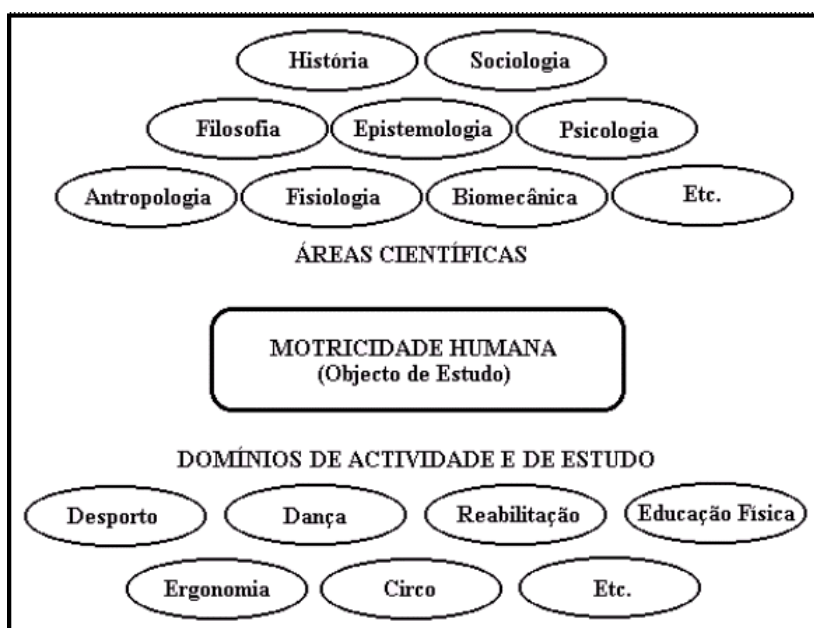 História Sociologia
Filosofia Epistemologia Psicologia
Antropologia Fisiologia Biomecânica Etc.
ÁREAS CIENTÍFICAS
MOTRICIDADE HUMANA
(Objecto de Estudo)
DOMÍNIOS DE ACTIVIDADE E DE ESTUDO
Desporto Dança Reabilitação Educação Física
Ergonomia Circo Etc.